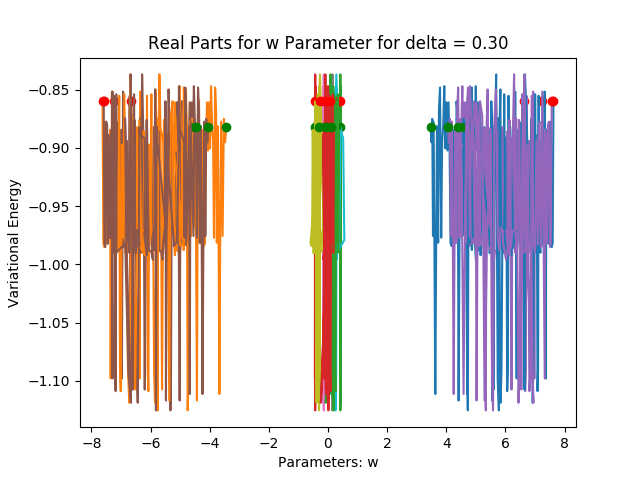 Real Parts for w Parameter for delta = 0.30
Variational Energy
−0.85
−0.90
−0.95
−1.00
−1.05
−1.10
−8 −6 −4 −2 0 2 4 6 8
Parameters: w